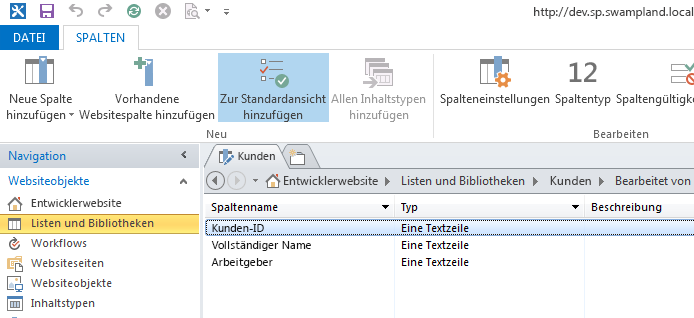 http://dev.sp.swampland.local
DATEI SPALTEN
Neue Spalte hinzufügen
Vorhandene Websitespalte hinzufügen
Zur Standardansicht hinzufügen
Allen Inhaltstypen hinzufügen
Spalteneinstellungen
12
Spaltentyp
Spaltengültigke
Neu
Bearbeiten
Navigation
Websiteobjekte
Entwicklerwebsite
Listen und Bibliotheken
Workflows
Websiteseiten
Websiteobjekte
Inhaltstypen
Kunden
Entwicklerwebsite Listen und Bibliotheken Kunden Bearbeitet von
Spaltenname Typ Beschreibung
Kunden-ID Eine Textzeile
Vollständiger Name Eine Textzeile
Arbeitgeber Eine Textzeile